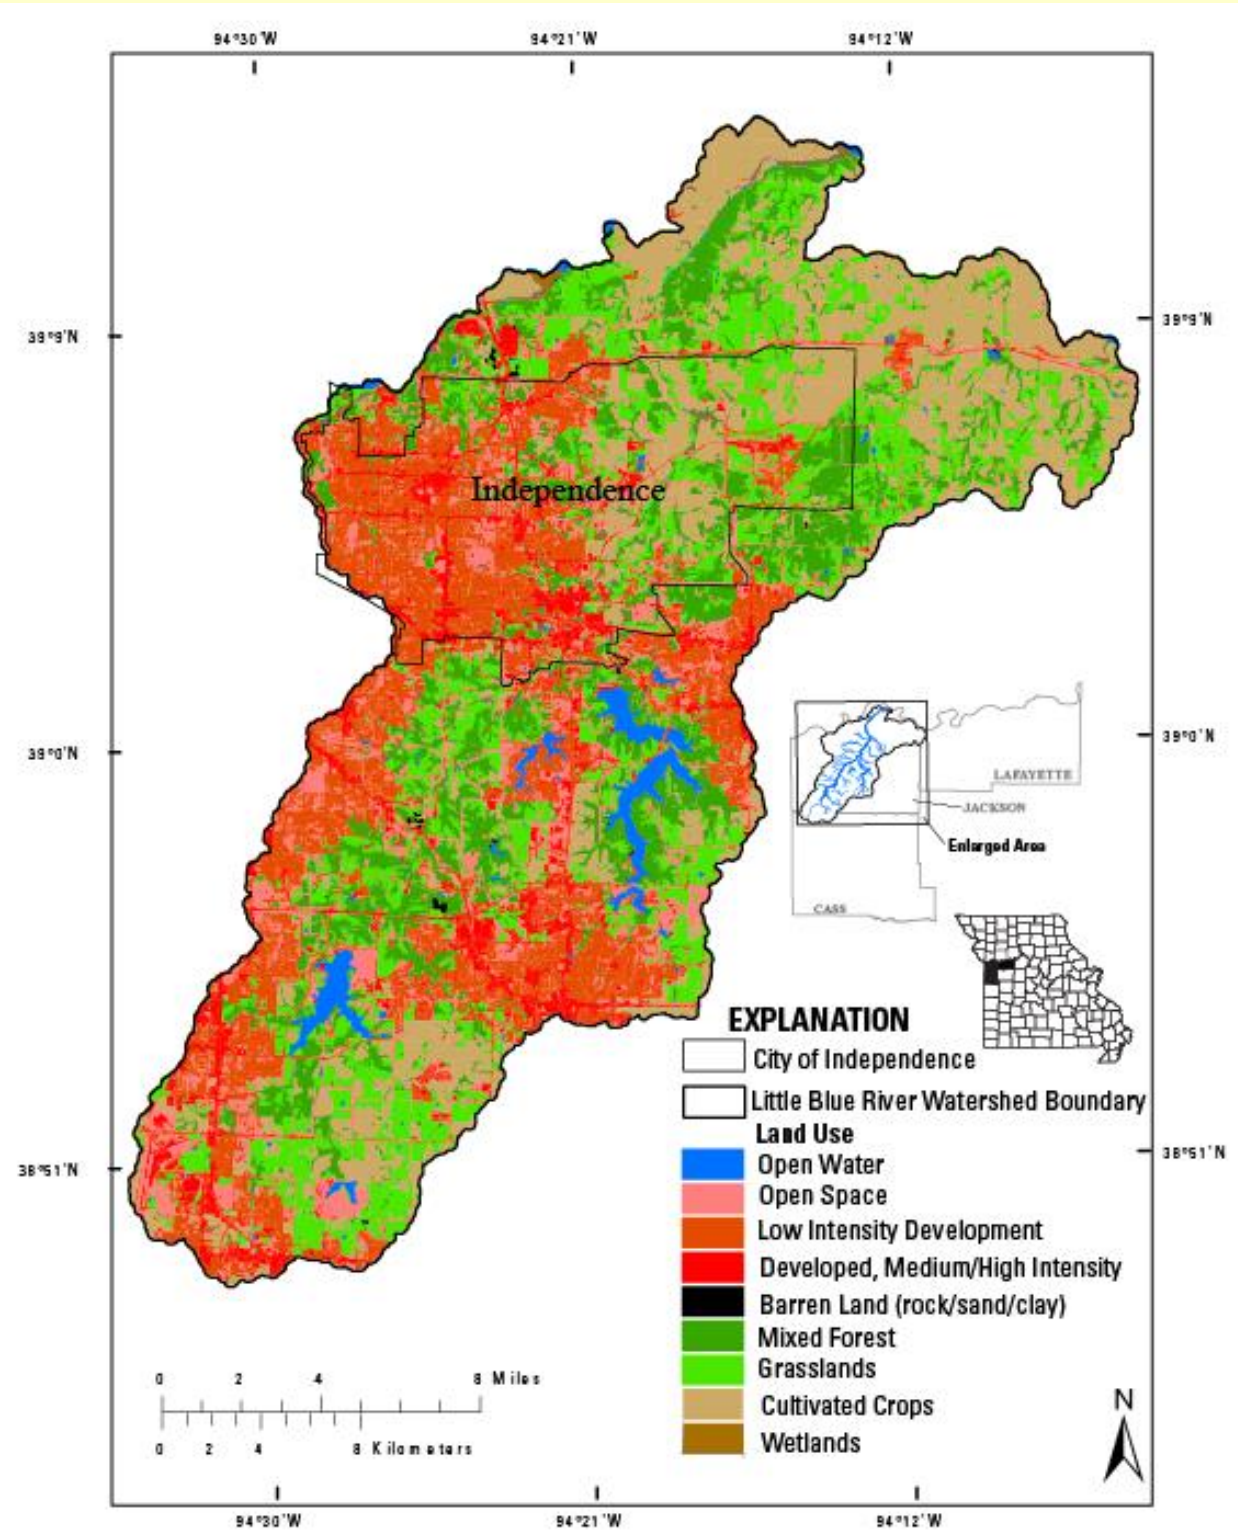 94°30'W 94°21'W 94°12'W
39°9'N 39°9'N
Independence
39°0'N 39°0'N
LAFAYETTE
JACKSON
Enlarged Area
CASS
EXPLANATION
City of Independence
Little Blue River Watershed Boundary
Land Use
38°51'N 38°51'N
Open Water
Open Space
Low Intensity Development
Developed, Medium/High Intensity
Barren Land (rock/sand/clay)
Mixed Forest
Grasslands
Cultivated Crops
Wetlands
0 2 4 8 Miles
0 2 4 8 Kilometers
N
94°30'W 94°21'W 94°12'W